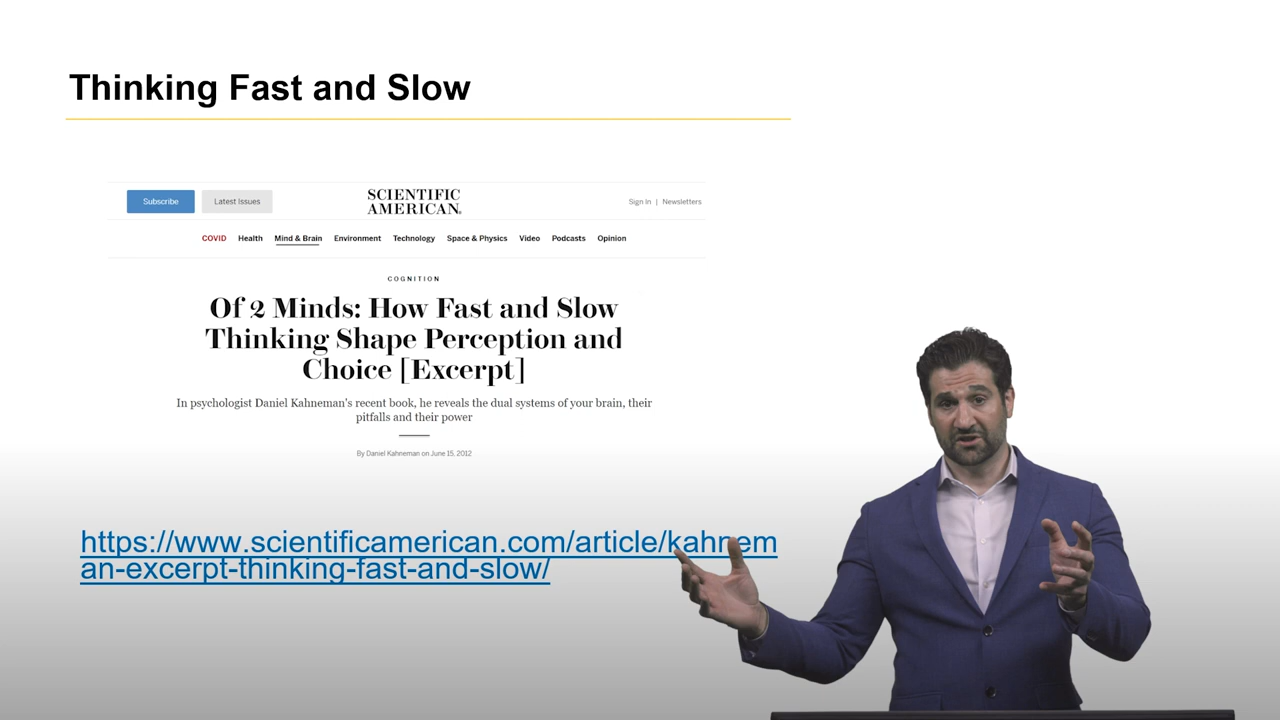 Thinking Fast and Slow
Subscribe
Latest Issues
SCIENTIFIC
AMERICAN.
Sign In | Newsletters
COVID Health Mind & Brain Environment Technology Space & Physics Video Podcasts Opinion
COGNITION
Of 2 Minds: How Fast and Slow
Thinking Shape Perception and
Choice [Excerpt]
In psychologist Daniel Kahneman's recent book, he reveals the dual systems of your brain, their
pitfalls and their power
By Daniel Kahneman on June 15, 2012
https://www.scientificamerican.com/article/kahnem
an-excerpt-thinking-fast-and-slow/